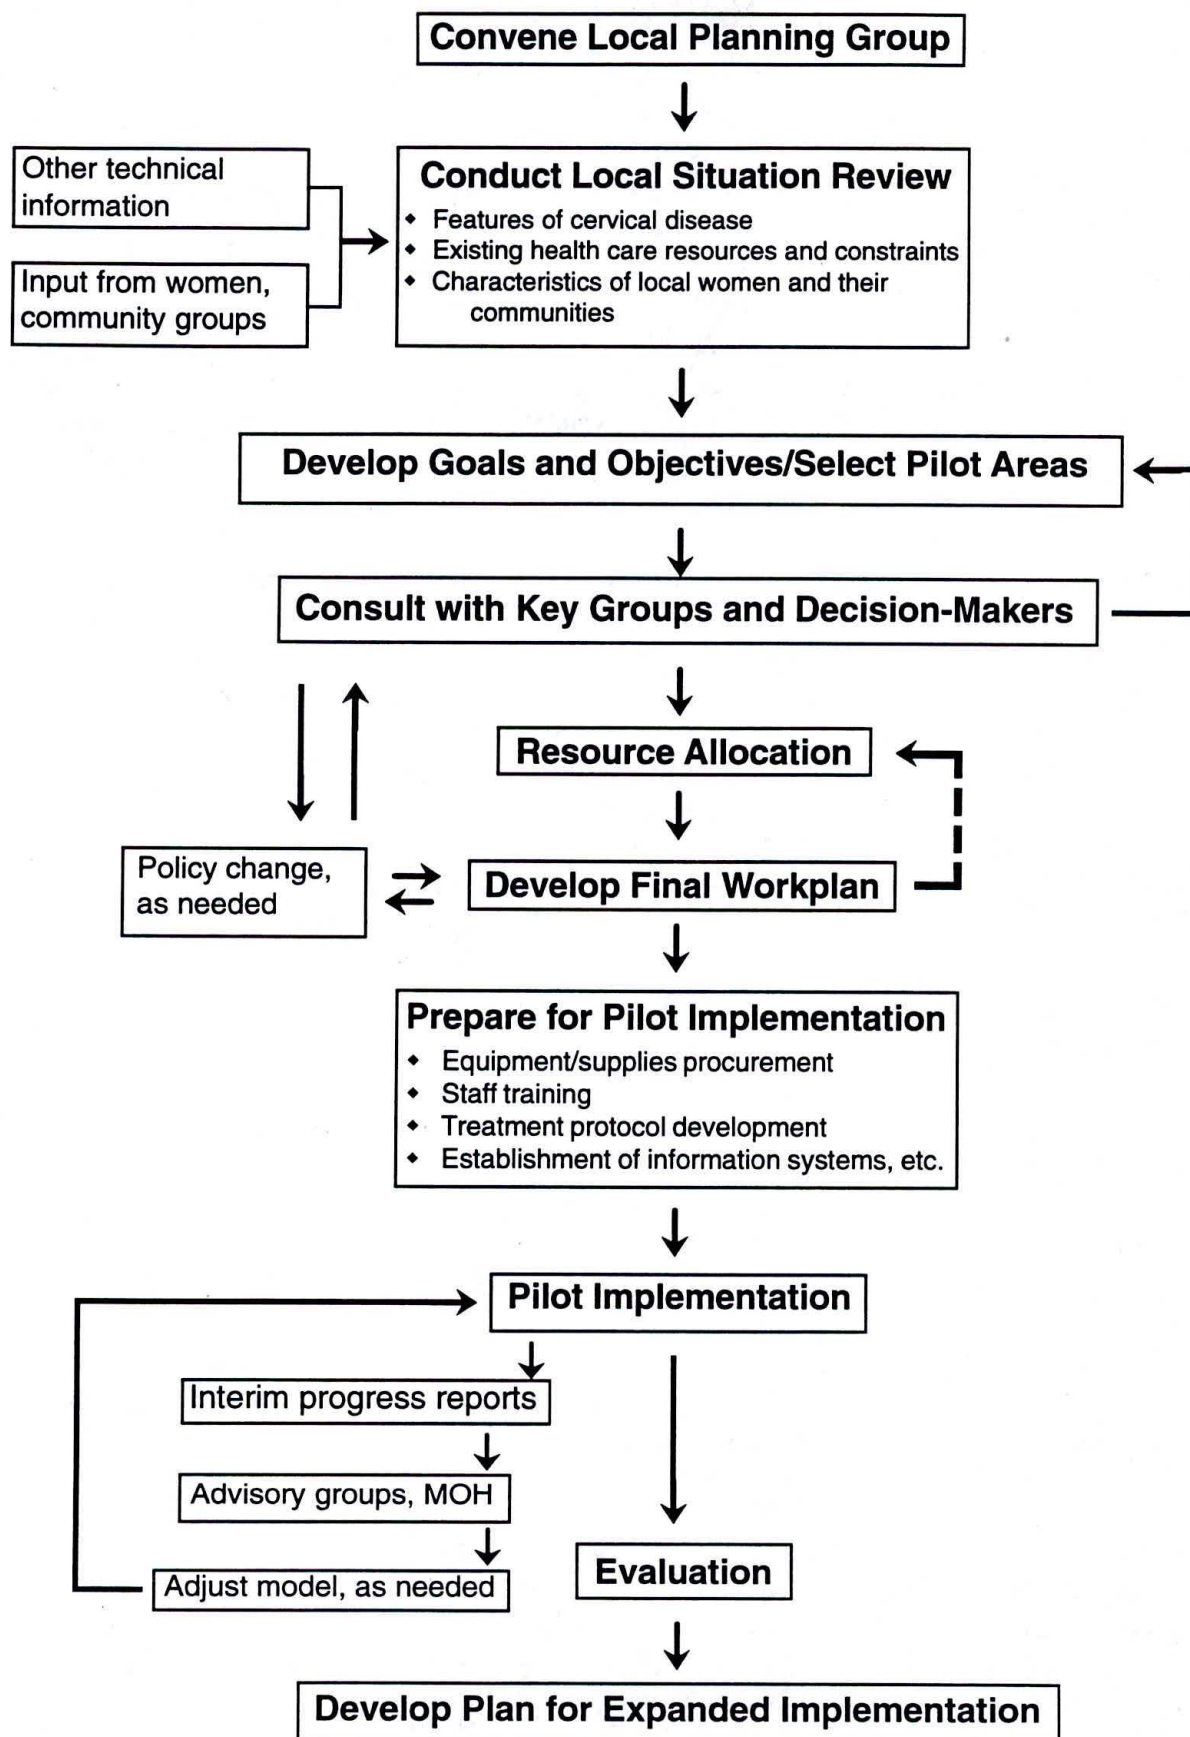 Convene Local Planning Group
Other technical
information
Input from women,
community groups
Conduct Local Situation Review
◆ Features of cervical disease
◆ Existing health care resources and constraints
◆ Characteristics of local women and their
communities
Develop Goals and Objectives/Select Pilot Areas
Consult with Key Groups and Decision-Makers
Resource Allocation
Policy change,
as needed
Develop Final Workplan
Prepare for Pilot Implementation
◆ Equipment/supplies procurement
◆ Staff training
◆ Treatment protocol development
◆ Establishment of information systems, etc.
Pilot Implementation
Interim progress reports
Advisory groups, MOH
Adjust model, as needed
Evaluation
Develop Plan for Expanded Implementation